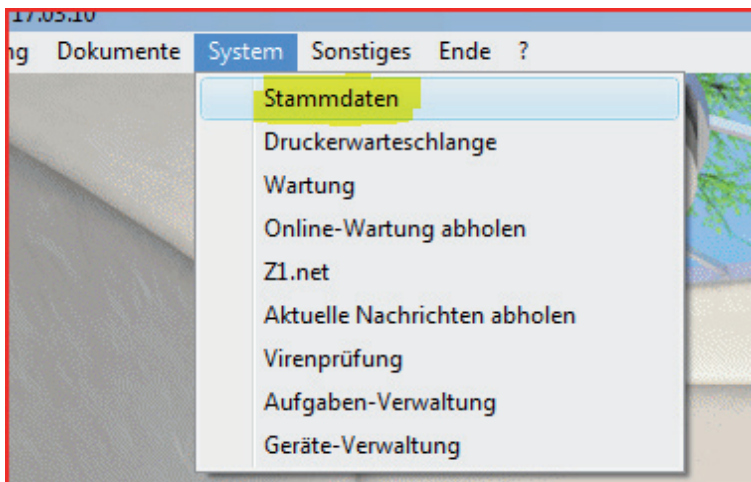 17.03.10
ng Dokumente System Sonstiges Ende ?
Stammdaten
Druckerwarteschlange
Wartung
Online-Wartung abholen
Z1.net
Aktuelle Nachrichten abholen
Virenprüfung
Aufgaben-Verwaltung
Geräte-Verwaltung